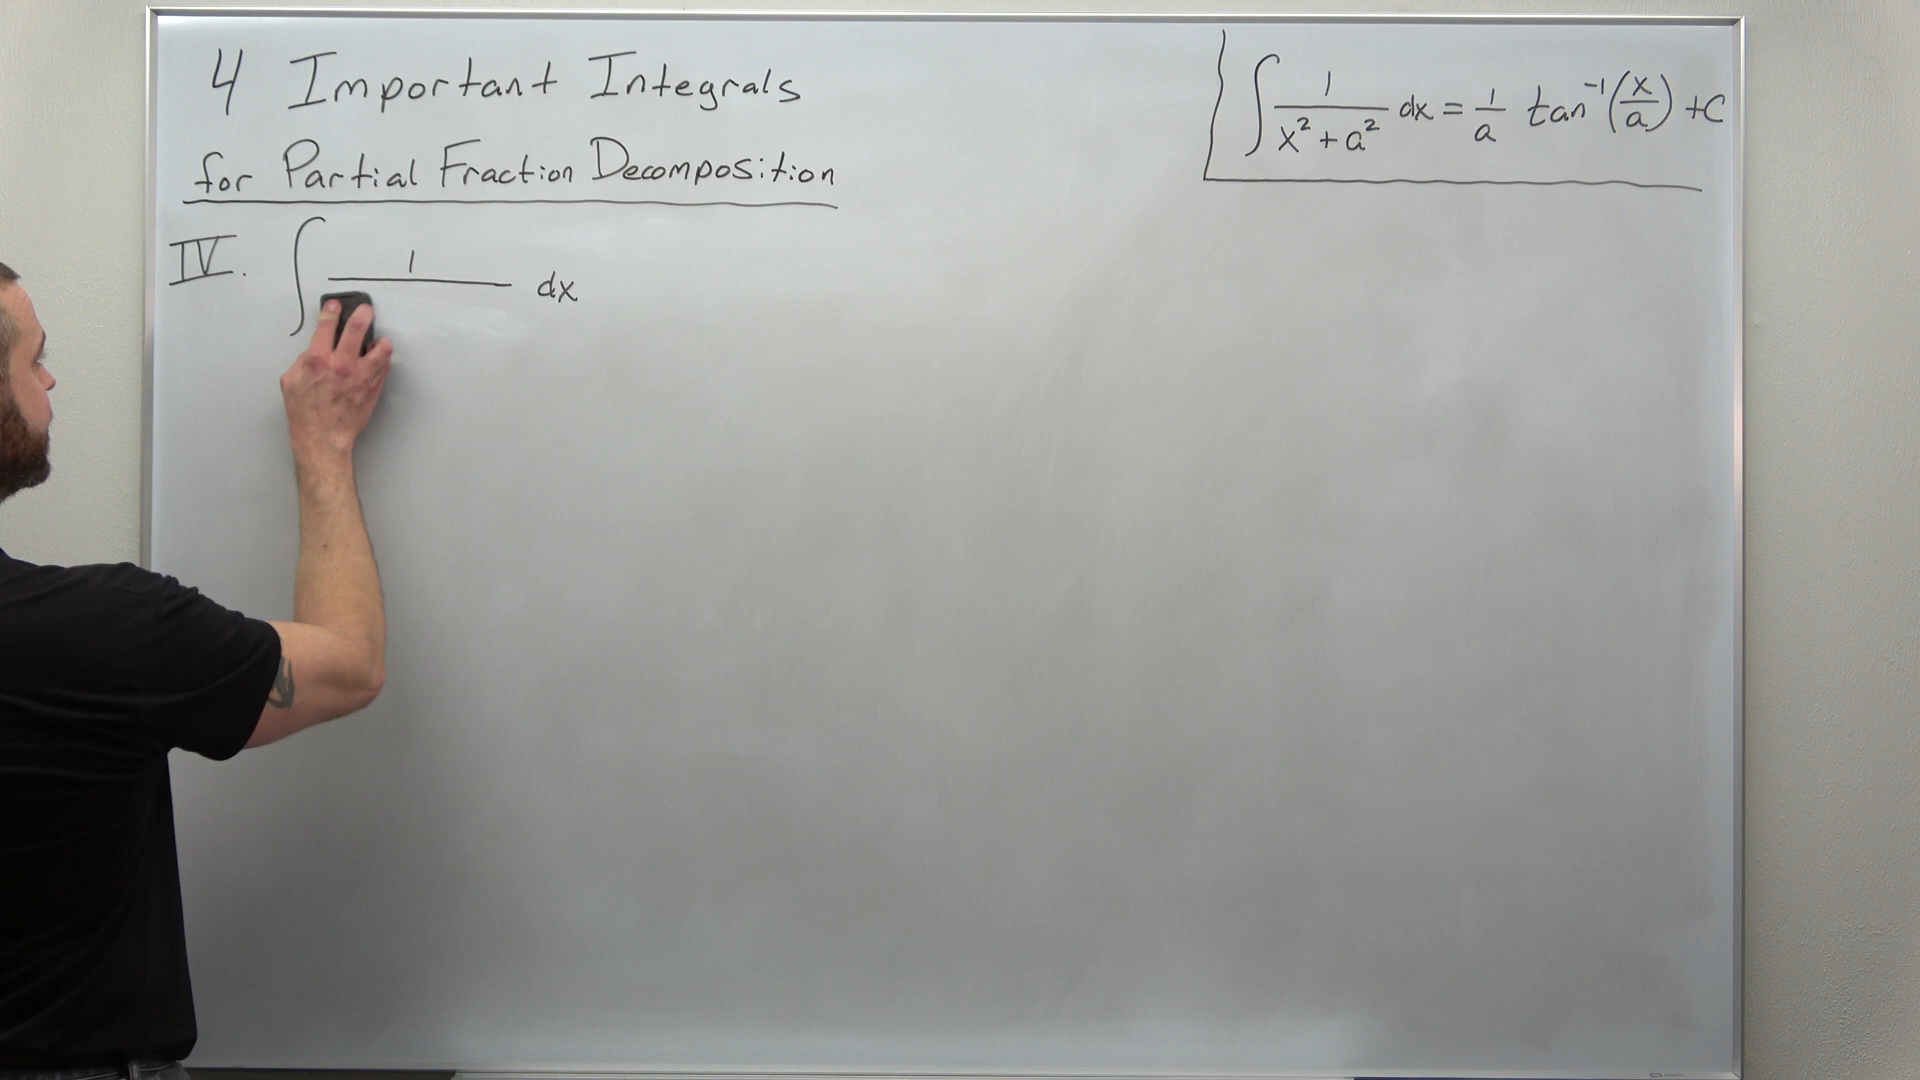 4 Important Integrals
for Partial Fraction Decomposition
∫ 1/(x² + a²) dx = 1/a tan⁻¹(x/a) + C
IV. ∫ 1/ dx